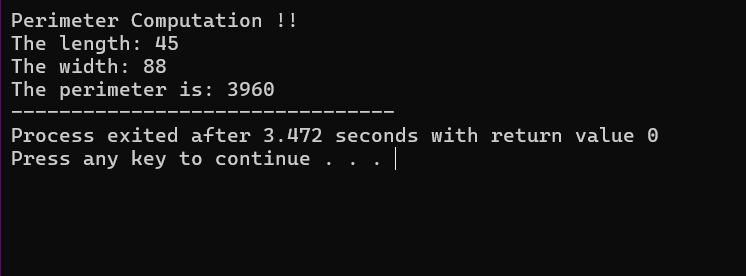 Perimeter Computation !!
The length: 45
The width: 88
The perimeter is: 3960
--------------------------------
Process exited after 3.472 seconds with return value 0
Press any key to continue . . .